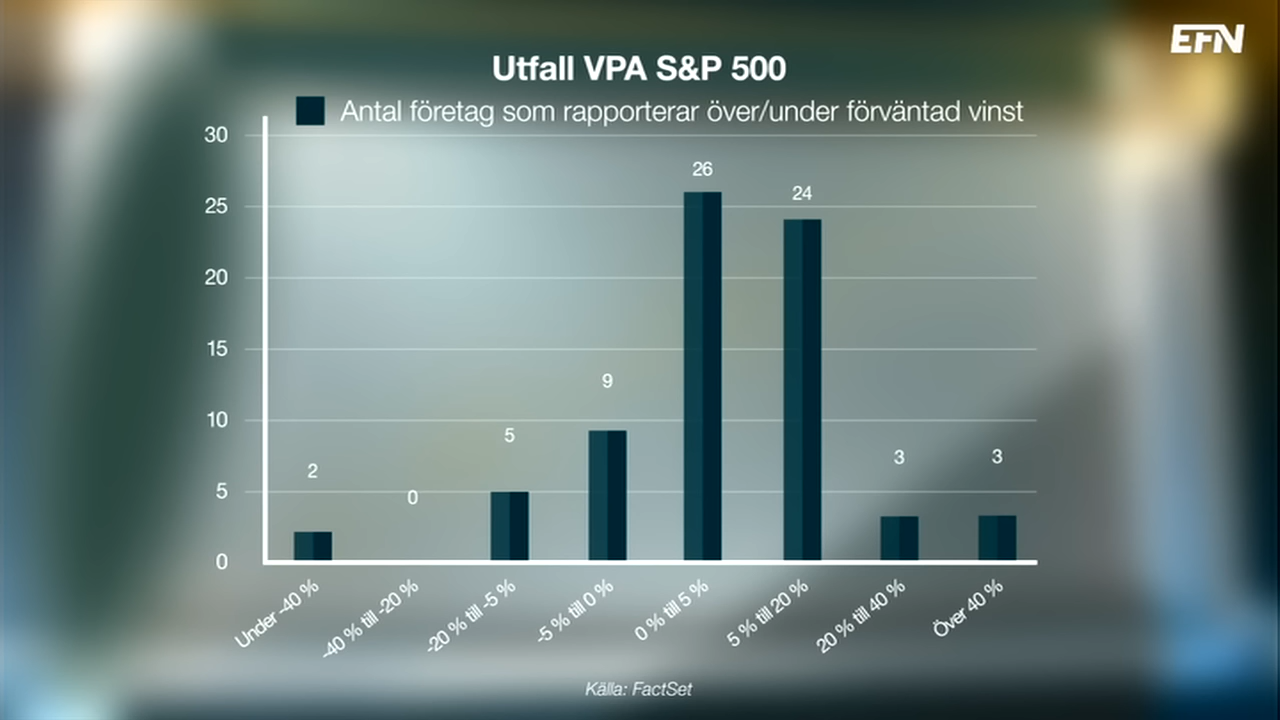 EFN
Utfall VPA S&P 500
Antal företag som rapporterar över/under förväntad vinst
30
25
20
15
10
5
0
2
0
5
9
26
24
3
3
Under -40 %
-40 % till -20 %
-20 % till -5 %
-5 % till 0 %
0 % till 5 %
5 % till 20 %
20 % till 40 %
Över 40 %
Källa: FactSet